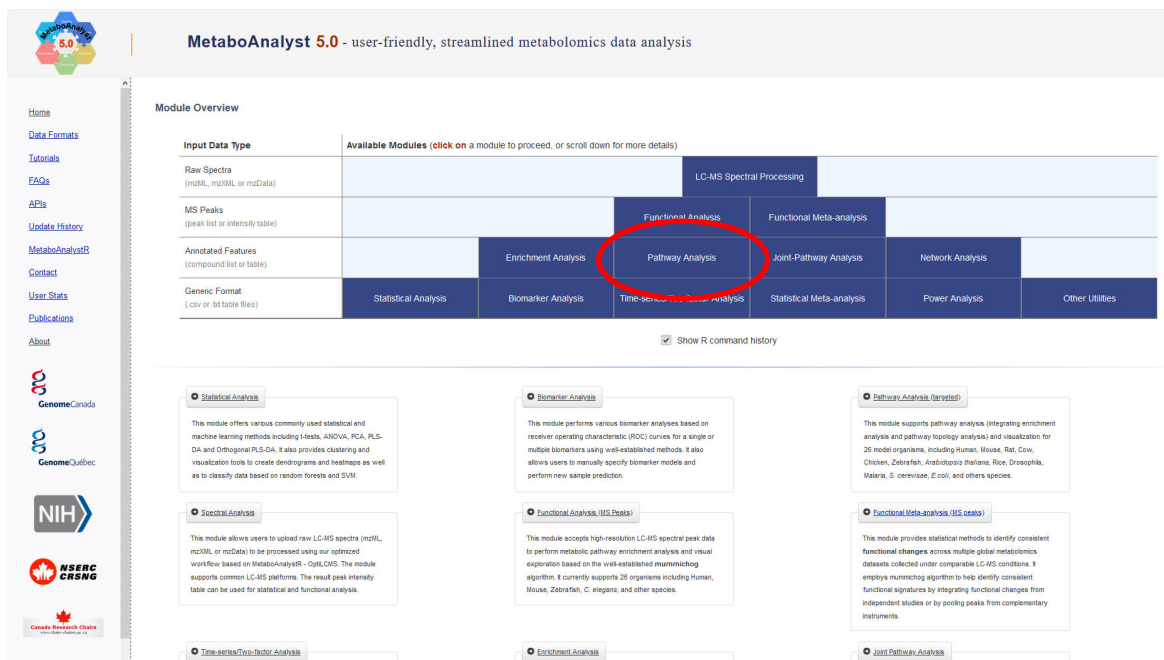 MetaboAnalyst
5.0
MetaboAnalyst 5.0 - user-friendly, streamlined metabolomics data analysis
Home
Data Formats
Tutorials
FAQs
APIs
Update History
MetaboAnalystR
Contact
User Stats
Publications
About
GenomeCanada
GenomeQuébec
NIH
NSERC
CRSNG
Canada Research Chairs
Module Overview
Input Data Type
Available Modules (click on a module to proceed, or scroll down for more details)
Raw Spectra
(mzML, mzXML or mzData)
LC-MS Spectral Processing
MS Peaks
(peak list or intensity table)
Functional Analysis
Functional Meta-analysis
Annotated Features
(compound list or table)
Enrichment Analysis
Pathway Analysis
Joint-Pathway Analysis
Network Analysis
Generic Format
(.csv or .txt table files)
Statistical Analysis
Biomarker Analysis
Time-series/Two-factor Analysis
Statistical Meta-analysis
Power Analysis
Other Utilities
Show R command history
Statistical Analysis
This module offers various commonly used statistical and
machine learning methods including t-tests, ANOVA, PCA, PLS-
DA and Orthogonal PLS-DA. It also provides clustering and
visualization tools to create dendrograms and heatmaps as well
as to classify data based on random forests and SVM.
Biomarker Analysis
This module performs various biomarker analyses based on
receiver operating characteristic (ROC) curves for a single or
multiple biomarkers using well-established methods. It also
allows users to manually specify biomarker models and
perform new sample prediction.
Pathway Analysis (targeted)
This module supports pathway analysis (integrating enrichment
analysis and pathway topology analysis) and visualization for
26 model organisms, including Human, Mouse, Rat, Cow,
Chicken, Zebrafish, Arabidopsis thaliana, Rice, Drosophila,
Malaria, S. cerevisae, E.coli, and others species.
Spectral Analysis
This module allows users to upload raw LC-MS spectra (mzML,
mzXML or mzData) to be processed using our optimized
workflow based on MetaboAnalystR - OptiLCMS. The module
supports common LC-MS platforms. The result peak intensity
table can be used for statistical and functional analysis.
Functional Analysis (MS Peaks)
This module accepts high-resolution LC-MS spectral peak data
to perform metabolic pathway enrichment analysis and visual
exploration based on the well-established mummichog
algorithm. It currently supports 26 organisms including Human,
Mouse, Zebrafish, C. elegans, and other species.
Functional Meta-analysis (MS peaks)
This module provides statistical methods to identify consistent
functional changes across multiple global metabolomics
datasets collected under comparable LC-MS conditions. It
employs mummichog algorithm to help identify consistent
functional signatures by integrating functional changes from
independent studies or by pooling peaks from complementary
instruments.
Time-series/Two-factor Analysis
Enrichment Analysis
Joint Pathway Analysis